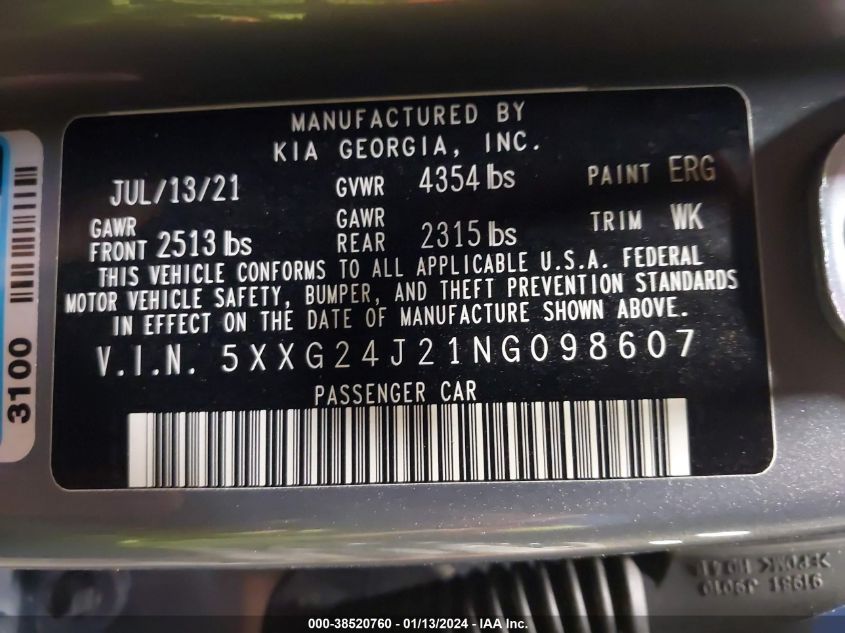 MANUFACTURED BY
KIA GEORGIA, INC.
JUL/13/21 GVWR 4354 lbs PAINT ERG
GAWR FRONT 2513 lbs GAWR REAR 2315 lbs TRIM WK
THIS VEHICLE CONFORMS TO ALL APPLICABLE U.S.A. FEDERAL
MOTOR VEHICLE SAFETY, BUMPER, AND THEFT PREVENTION STANDARDS
IN EFFECT ON THE DATE OF MANUFACTURE SHOWN ABOVE.
V.I.N. 5XXG24J21NG098607
PASSENGER CAR
3100
000-38520760 - 01/13/2024 - IAA Inc.